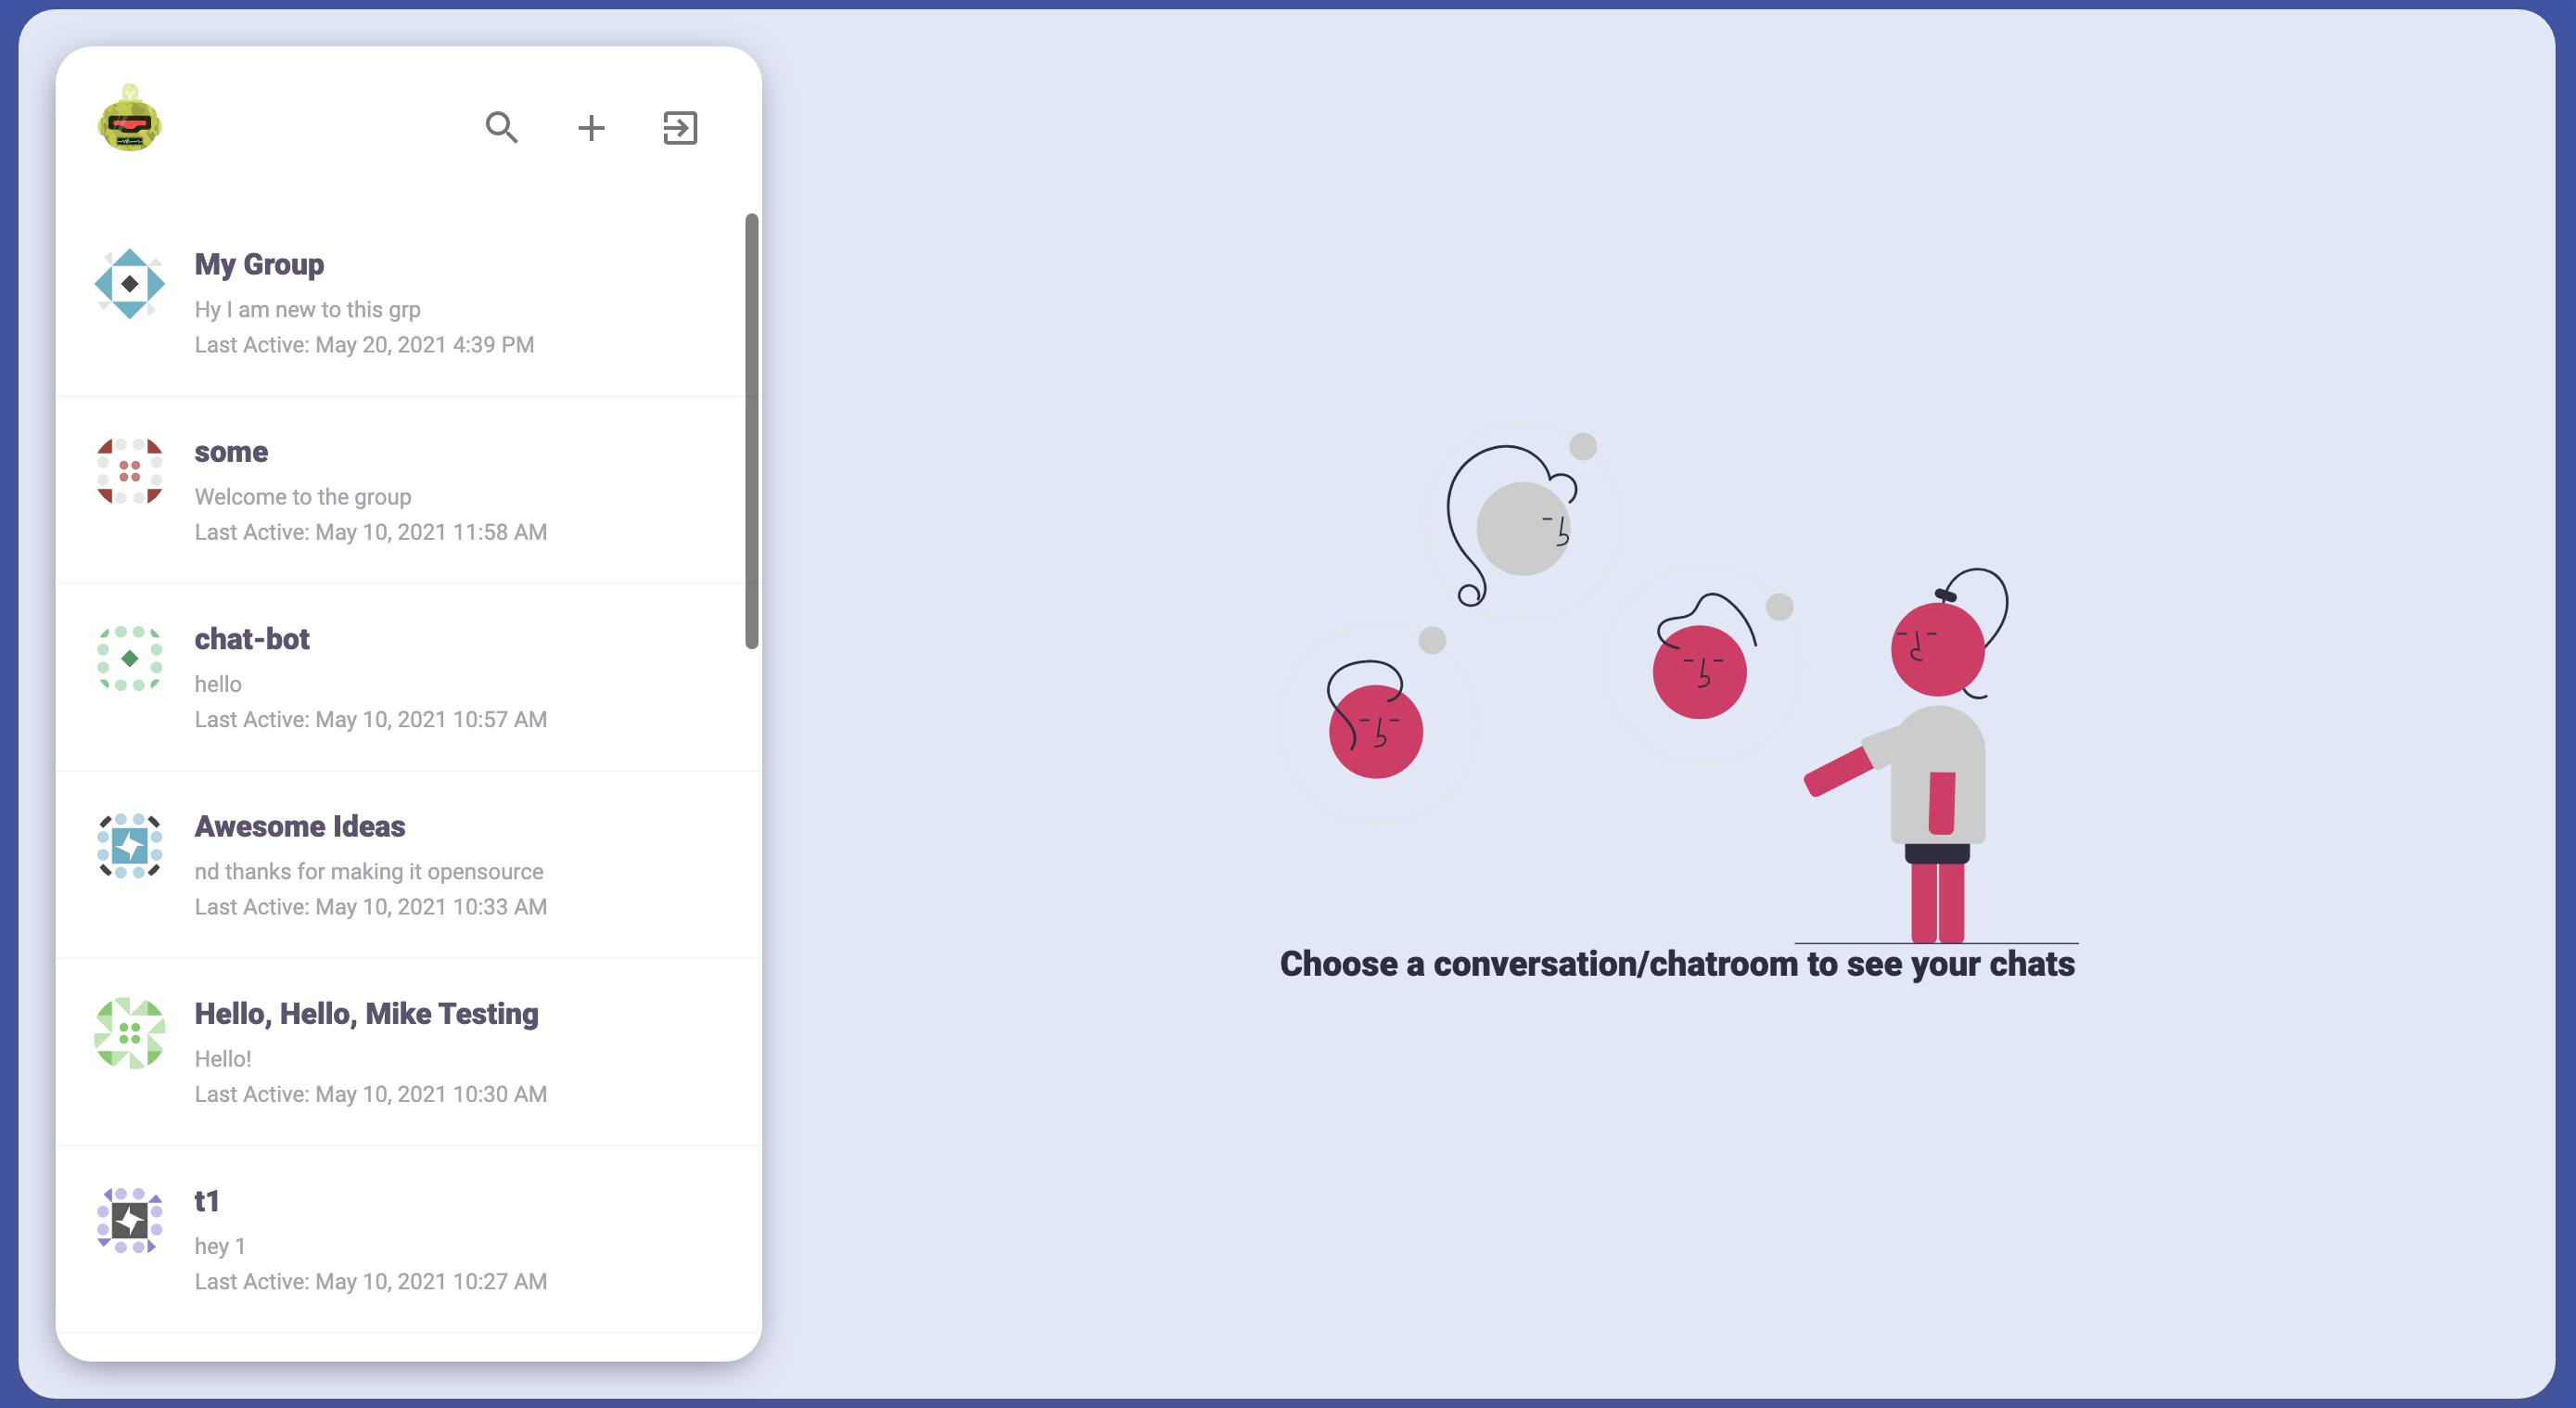 My Group
Hy I am new to this grp
Last Active: May 20, 2021 4:39 PM
some
Welcome to the group
Last Active: May 10, 2021 11:58 AM
chat-bot
hello
Last Active: May 10, 2021 10:57 AM
Awesome Ideas
nd thanks for making it opensource
Last Active: May 10, 2021 10:33 AM
Hello, Hello, Mike Testing
Hello!
Last Active: May 10, 2021 10:30 AM
t1
hey 1
Last Active: May 10, 2021 10:27 AM
Choose a conversation/chatroom to see your chats